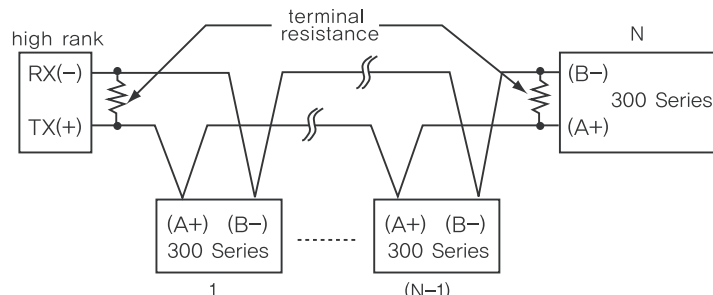 terminal
resistance
high rank
RX(-)
TX(+)
N
(B-)
300 Series
(A+)
(A+) (B-)
300 Series
1
(A+) (B-)
300 Series
(N-1)